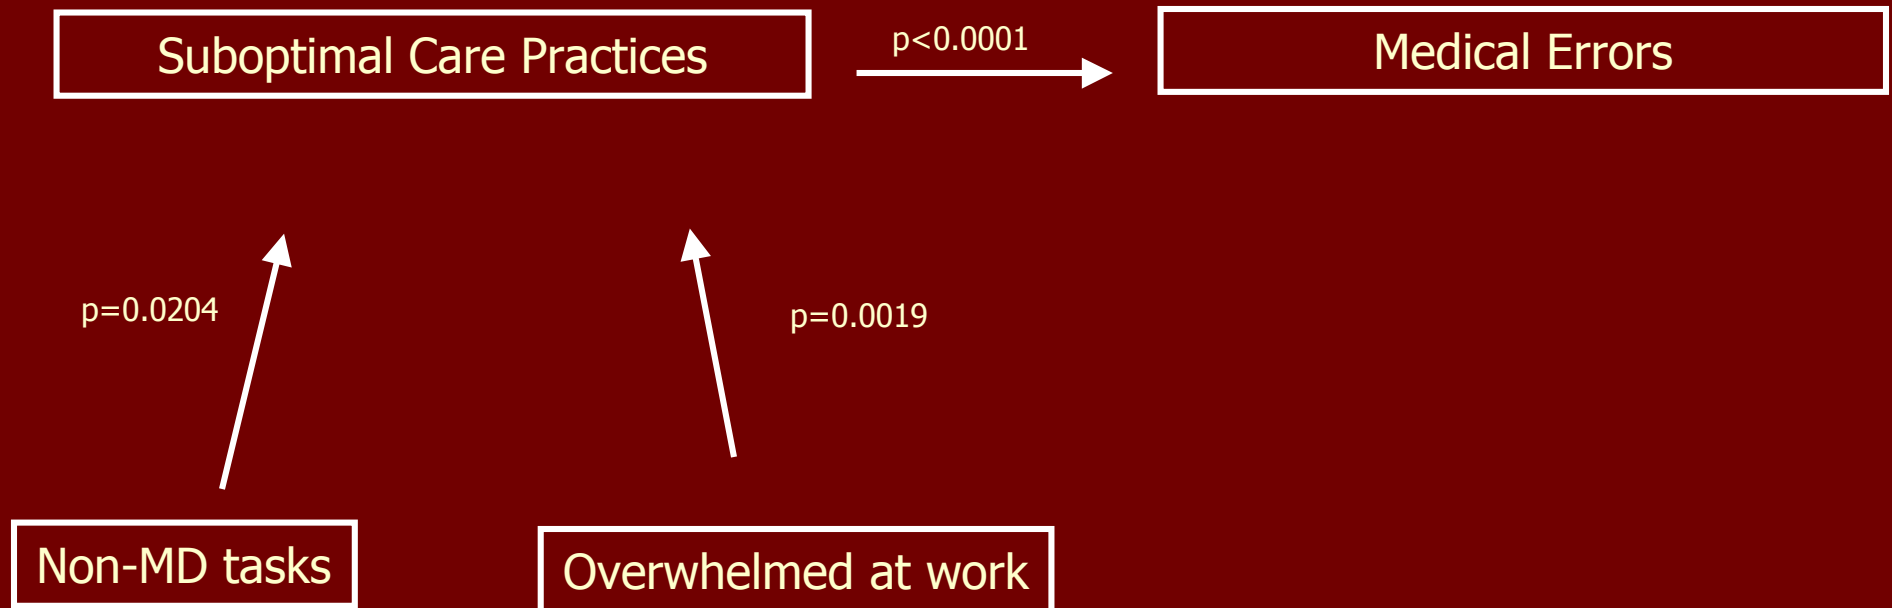 Suboptimal Care Practices
p<0.0001
Medical Errors
p=0.0204
p=0.0019
Non-MD tasks
Overwhelmed at work